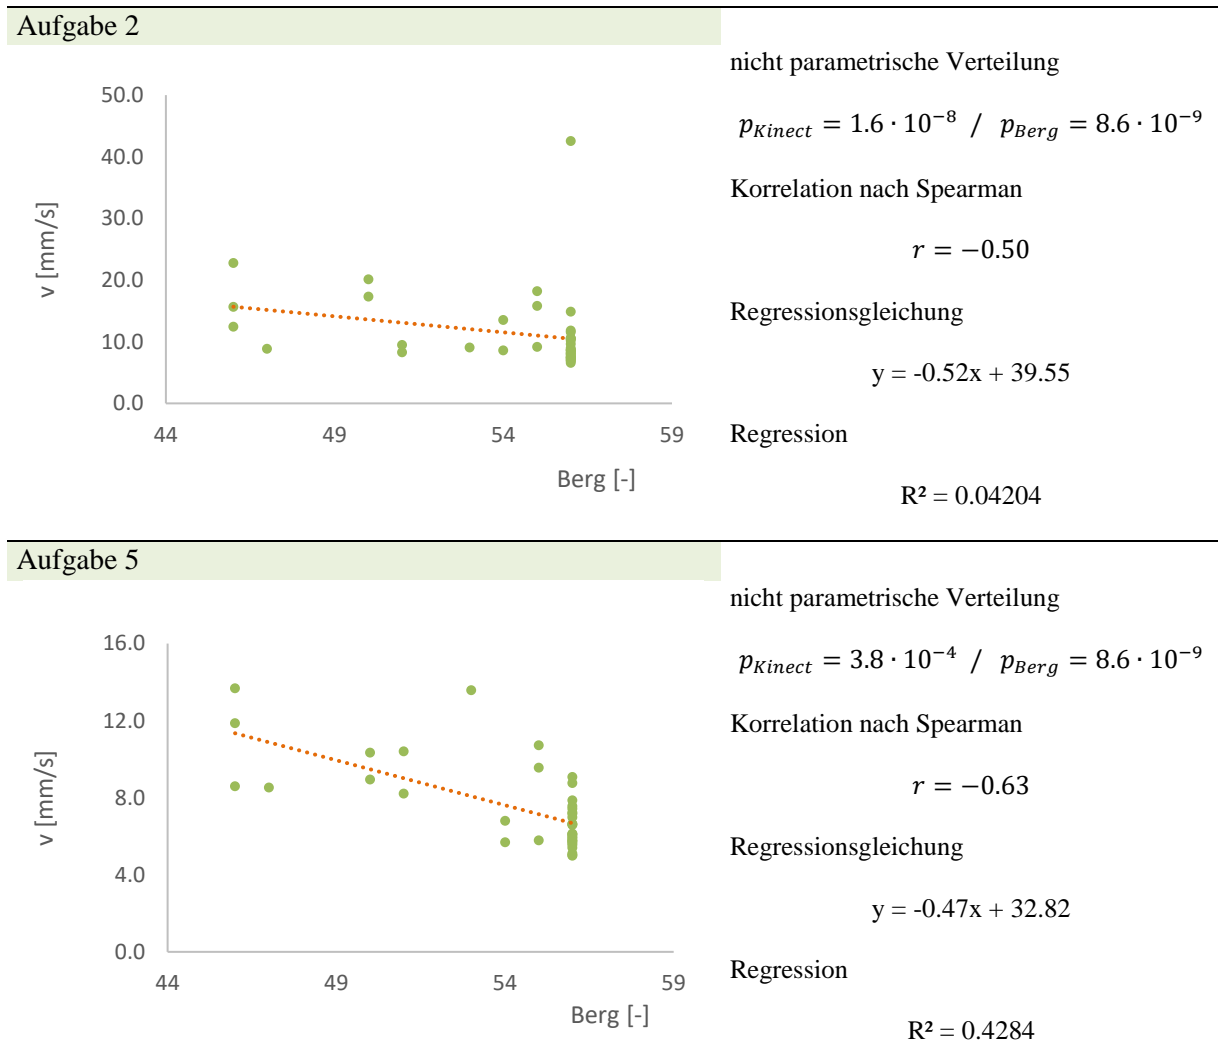 Aufgabe 2
50.0
40.0
30.0
20.0
10.0
0.0
v [mm/s]
44 49 54 59
Berg [-]
nicht parametrische Verteilung
p_Kinect = 1.6 · 10⁻⁸ / p_Berg = 8.6 · 10⁻⁹
Korrelation nach Spearman
r = −0.50
Regressionsgleichung
y = -0.52x + 39.55
Regression
R² = 0.04204
Aufgabe 5
16.0
12.0
8.0
4.0
0.0
v [mm/s]
44 49 54 59
Berg [-]
nicht parametrische Verteilung
p_Kinect = 3.8 · 10⁻⁴ / p_Berg = 8.6 · 10⁻⁹
Korrelation nach Spearman
r = −0.63
Regressionsgleichung
y = -0.47x + 32.82
Regression
R² = 0.4284